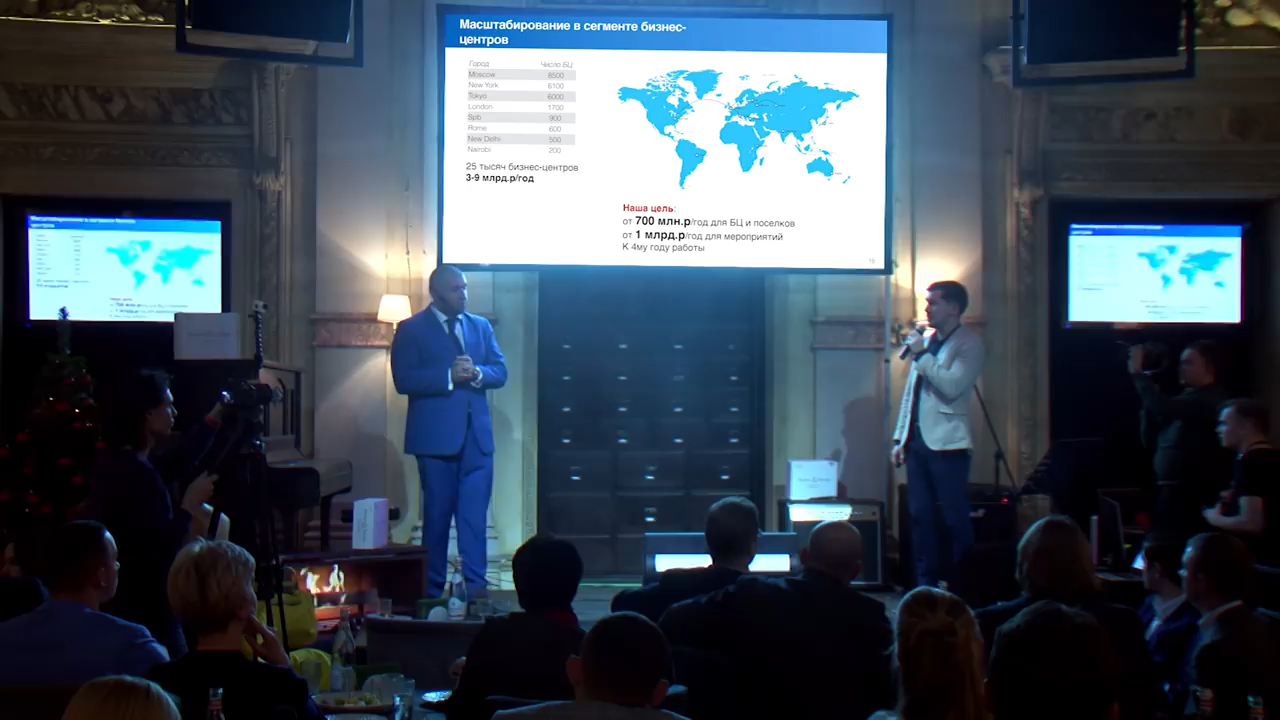 Масштабирование в сегменте бизнес-
центров
Город Число БЦ
Moscow 8500
New York 6100
Tokyo 6000
London 1700
Spb 900
Rome 600
New Delhi 500
Nairobi 200
25 тысяч бизнес-центров
3-9 млрд.р/год
Наша цель:
от 700 млн.р/год для БЦ и поселков
от 1 млрд.р/год для мероприятий
К 4му году работы